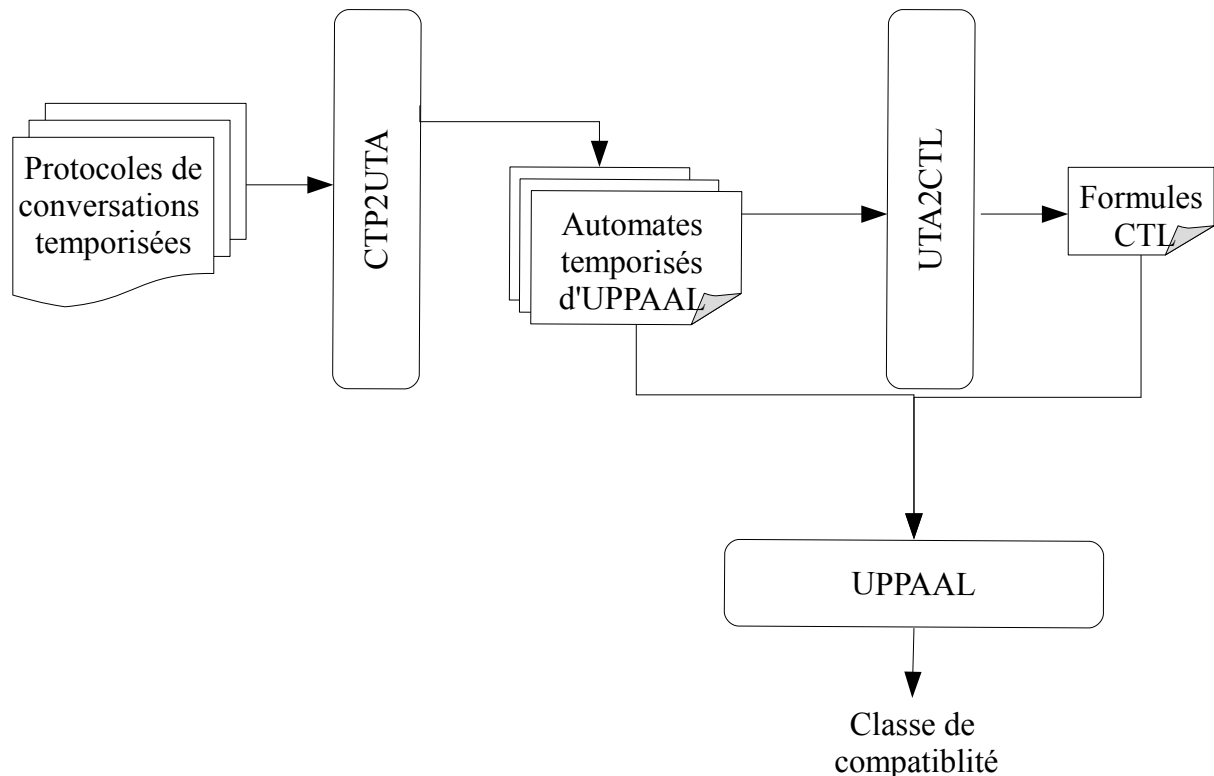 Protocoles de
conversations
temporisées
CTP2UTA
Automates
temporisés
d'UPPAAL
UTA2CTL
Formules
CTL
UPPAAL
Classe de
compatiblité